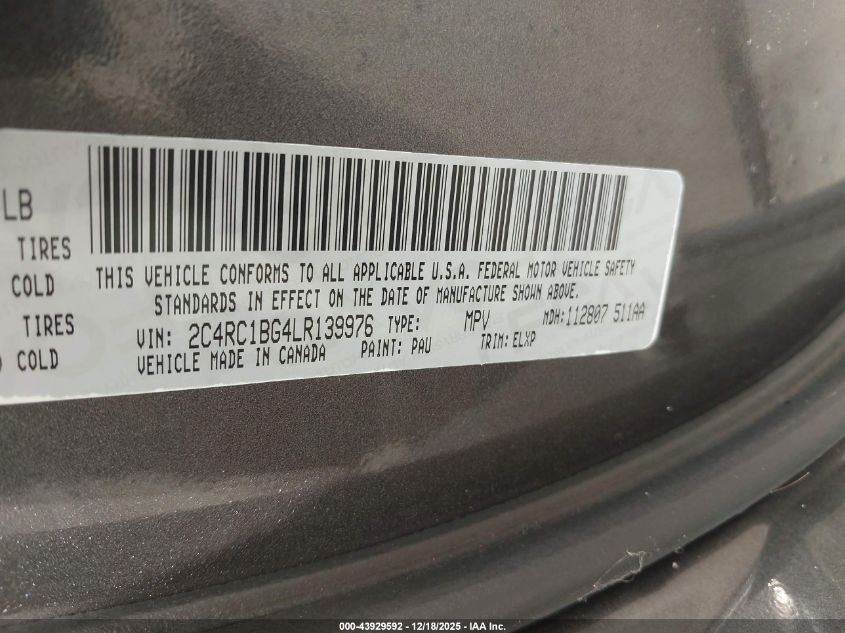 LB
TIRES
COLD
TIRES
COLD
THIS VEHICLE CONFORMS TO ALL APPLICABLE U.S.A. FEDERAL MOTOR VEHICLE SAFETY
STANDARDS IN EFFECT ON THE DATE OF MANUFACTURE SHOWN ABOVE.
VIN: 2C4RC1BG4LR139976 TYPE: MPV MDH:112807 511AA
VEHICLE MADE IN CANADA PAINT: PAU TRIM: ELXP
000-43929592 - 12/18/2025 - IAA Inc.